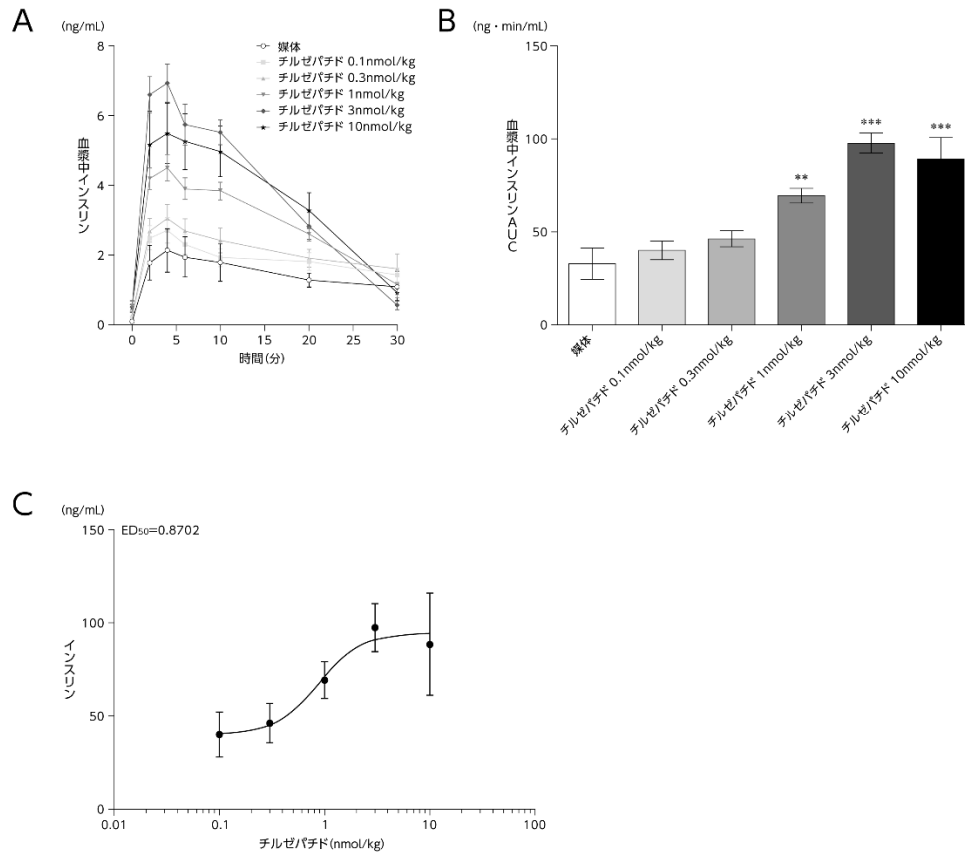 A
(ng/mL)
8
6
4
2
0
血漿中インスリン
媒体
チルゼパチド 0.1nmol/kg
チルゼパチド 0.3nmol/kg
チルゼパチド 1nmol/kg
チルゼパチド 3nmol/kg
チルゼパチド 10nmol/kg
0 5 10 15 20 25 30
時間(分)
B
(ng・min/mL)
150
100
50
0
血漿中インスリンAUC
**
***
***
媒体
チルゼパチド 0.1nmol/kg
チルゼパチド 0.3nmol/kg
チルゼパチド 1nmol/kg
チルゼパチド 3nmol/kg
チルゼパチド 10nmol/kg
C
(ng/mL)
150
100
50
0
インスリン
ED50=0.8702
0.01 0.1 1 10 100
チルゼパチド(nmol/kg)